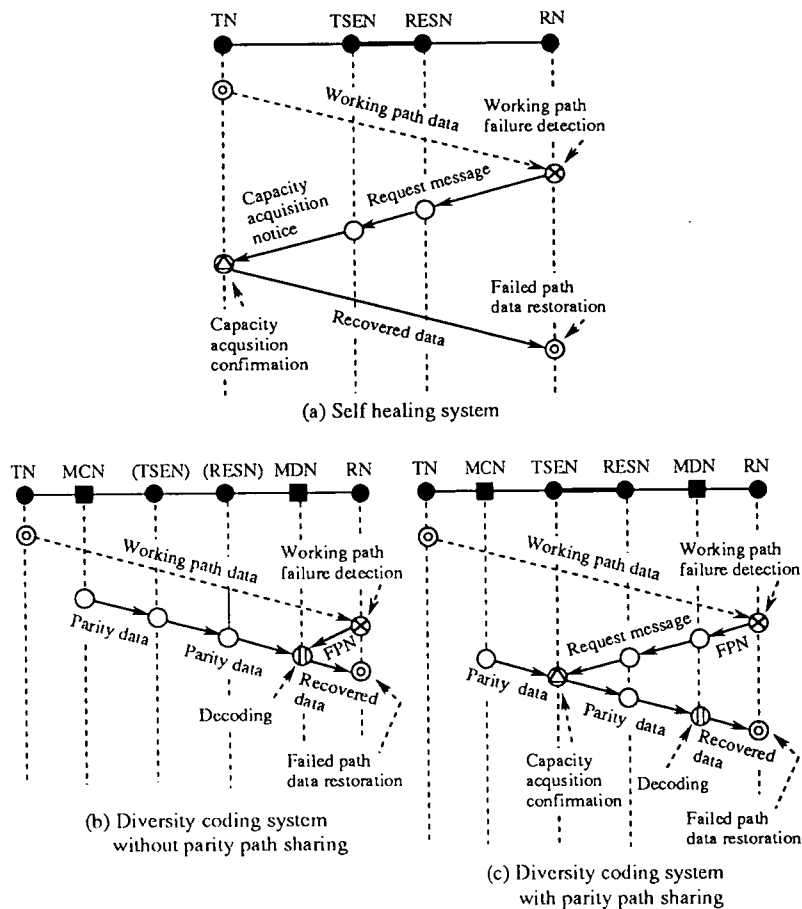 TN TSEN RESN RN
Working path data
Working path
failure detection
Request message
Capacity
acquisition
notice
Failed path
data restoration
Recovered data
Capacity
acqusition
confirmation
(a) Self healing system
TN MCN (TSEN) (RESN) MDN RN
Working path data
Working path
failure detection
Parity data
Parity data
FPN
Recovered
data
Decoding
Failed path
data restoration
(b) Diversity coding system
without parity path sharing
TN MCN TSEN RESN MDN RN
Working path data
Working path
failure detection
Request message
FPN
Parity data
Parity data
Recovered
data
Capacity
acqusition
confirmation
Decoding
Failed path
data restoration
(c) Diversity coding system
with parity path sharing